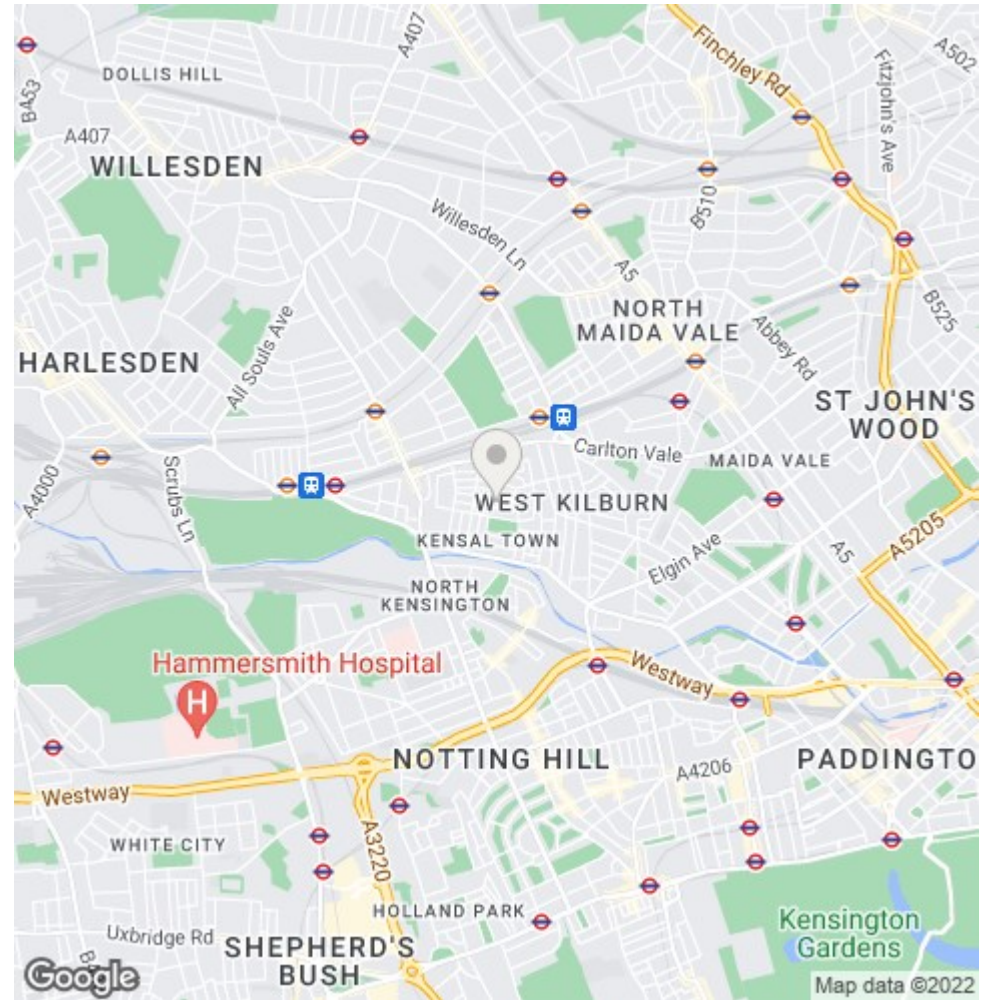 A407
Finchley Rd
A502
DOLLIS HILL
Fitzjohn's Ave
BA53
A407
WILLESDEN
B510
Willesden Ln
A5
NORTH
MAIDA VALE
B525
Abbey Rd
All Souls Ave
HARLESDEN
ST JOHN'S
WOOD
Carlton Vale
MAIDA VALE
A4000
Scrubs Ln
WEST KILBURN
KENSAL TOWN
A5
A5205
Elgin Ave
NORTH
KENSINGTON
Hammersmith Hospital
H
Westway
NOTTING HILL
A4206
PADDINGTO
Westway
WHITE CITY
A3220
HOLLAND PARK
Kensington
Gardens
Uxbridge Rd
SHEPHERD'S
BUSH
Google
Map data ©2022